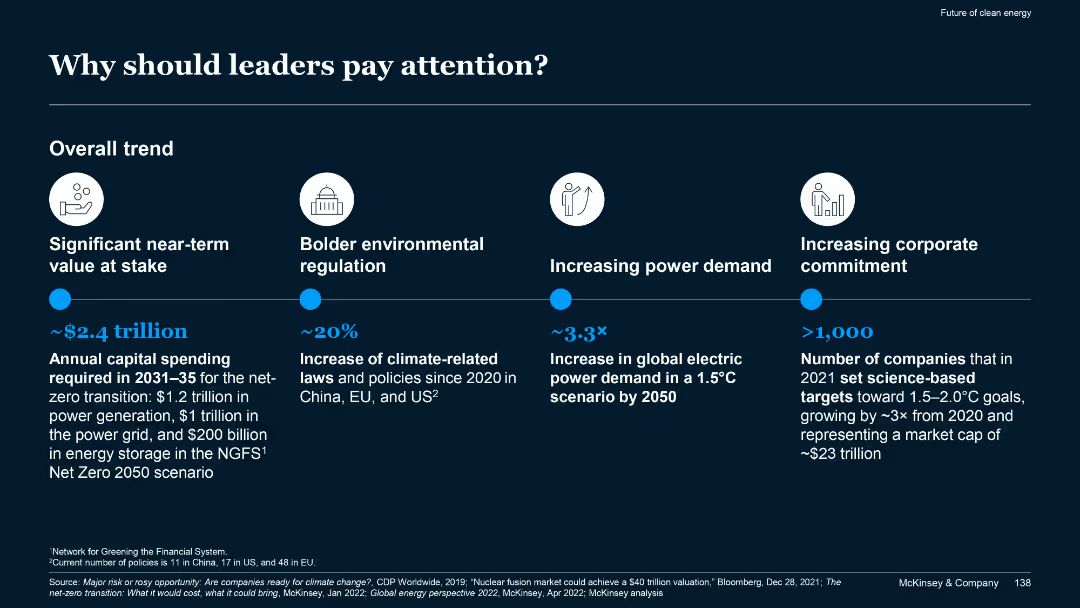 Future of clean energy
Why should leaders pay attention?
Overall trend
Significant near-term
value at stake
~$2.4 trillion
Annual capital spending
required in 2031–35 for the net-
zero transition: $1.2 trillion in
power generation, $1 trillion in
the power grid, and $200 billion
in energy storage in the NGFS¹
Net Zero 2050 scenario
Bolder environmental
regulation
~20%
Increase of climate-related
laws and policies since 2020 in
China, EU, and US²
Increasing power demand
~3.3×
Increase in global electric
power demand in a 1.5°C
scenario by 2050
Increasing corporate
commitment
>1,000
Number of companies that in
2021 set science-based
targets toward 1.5–2.0°C goals,
growing by ~3× from 2020 and
representing a market cap of
~$23 trillion
¹Network for Greening the Financial System.
²Current number of policies is 11 in China, 17 in US, and 48 in EU.
Source: Major risk or rosy opportunity: Are companies ready for climate change?, CDP Worldwide, 2019; “Nuclear fusion market could achieve a $40 trillion valuation,” Bloomberg, Dec 28, 2021; The
net-zero transition: What it would cost, what it could bring, McKinsey, Jan 2022; Global energy perspective 2022, McKinsey, Apr 2022; McKinsey analysis
McKinsey & Company 138